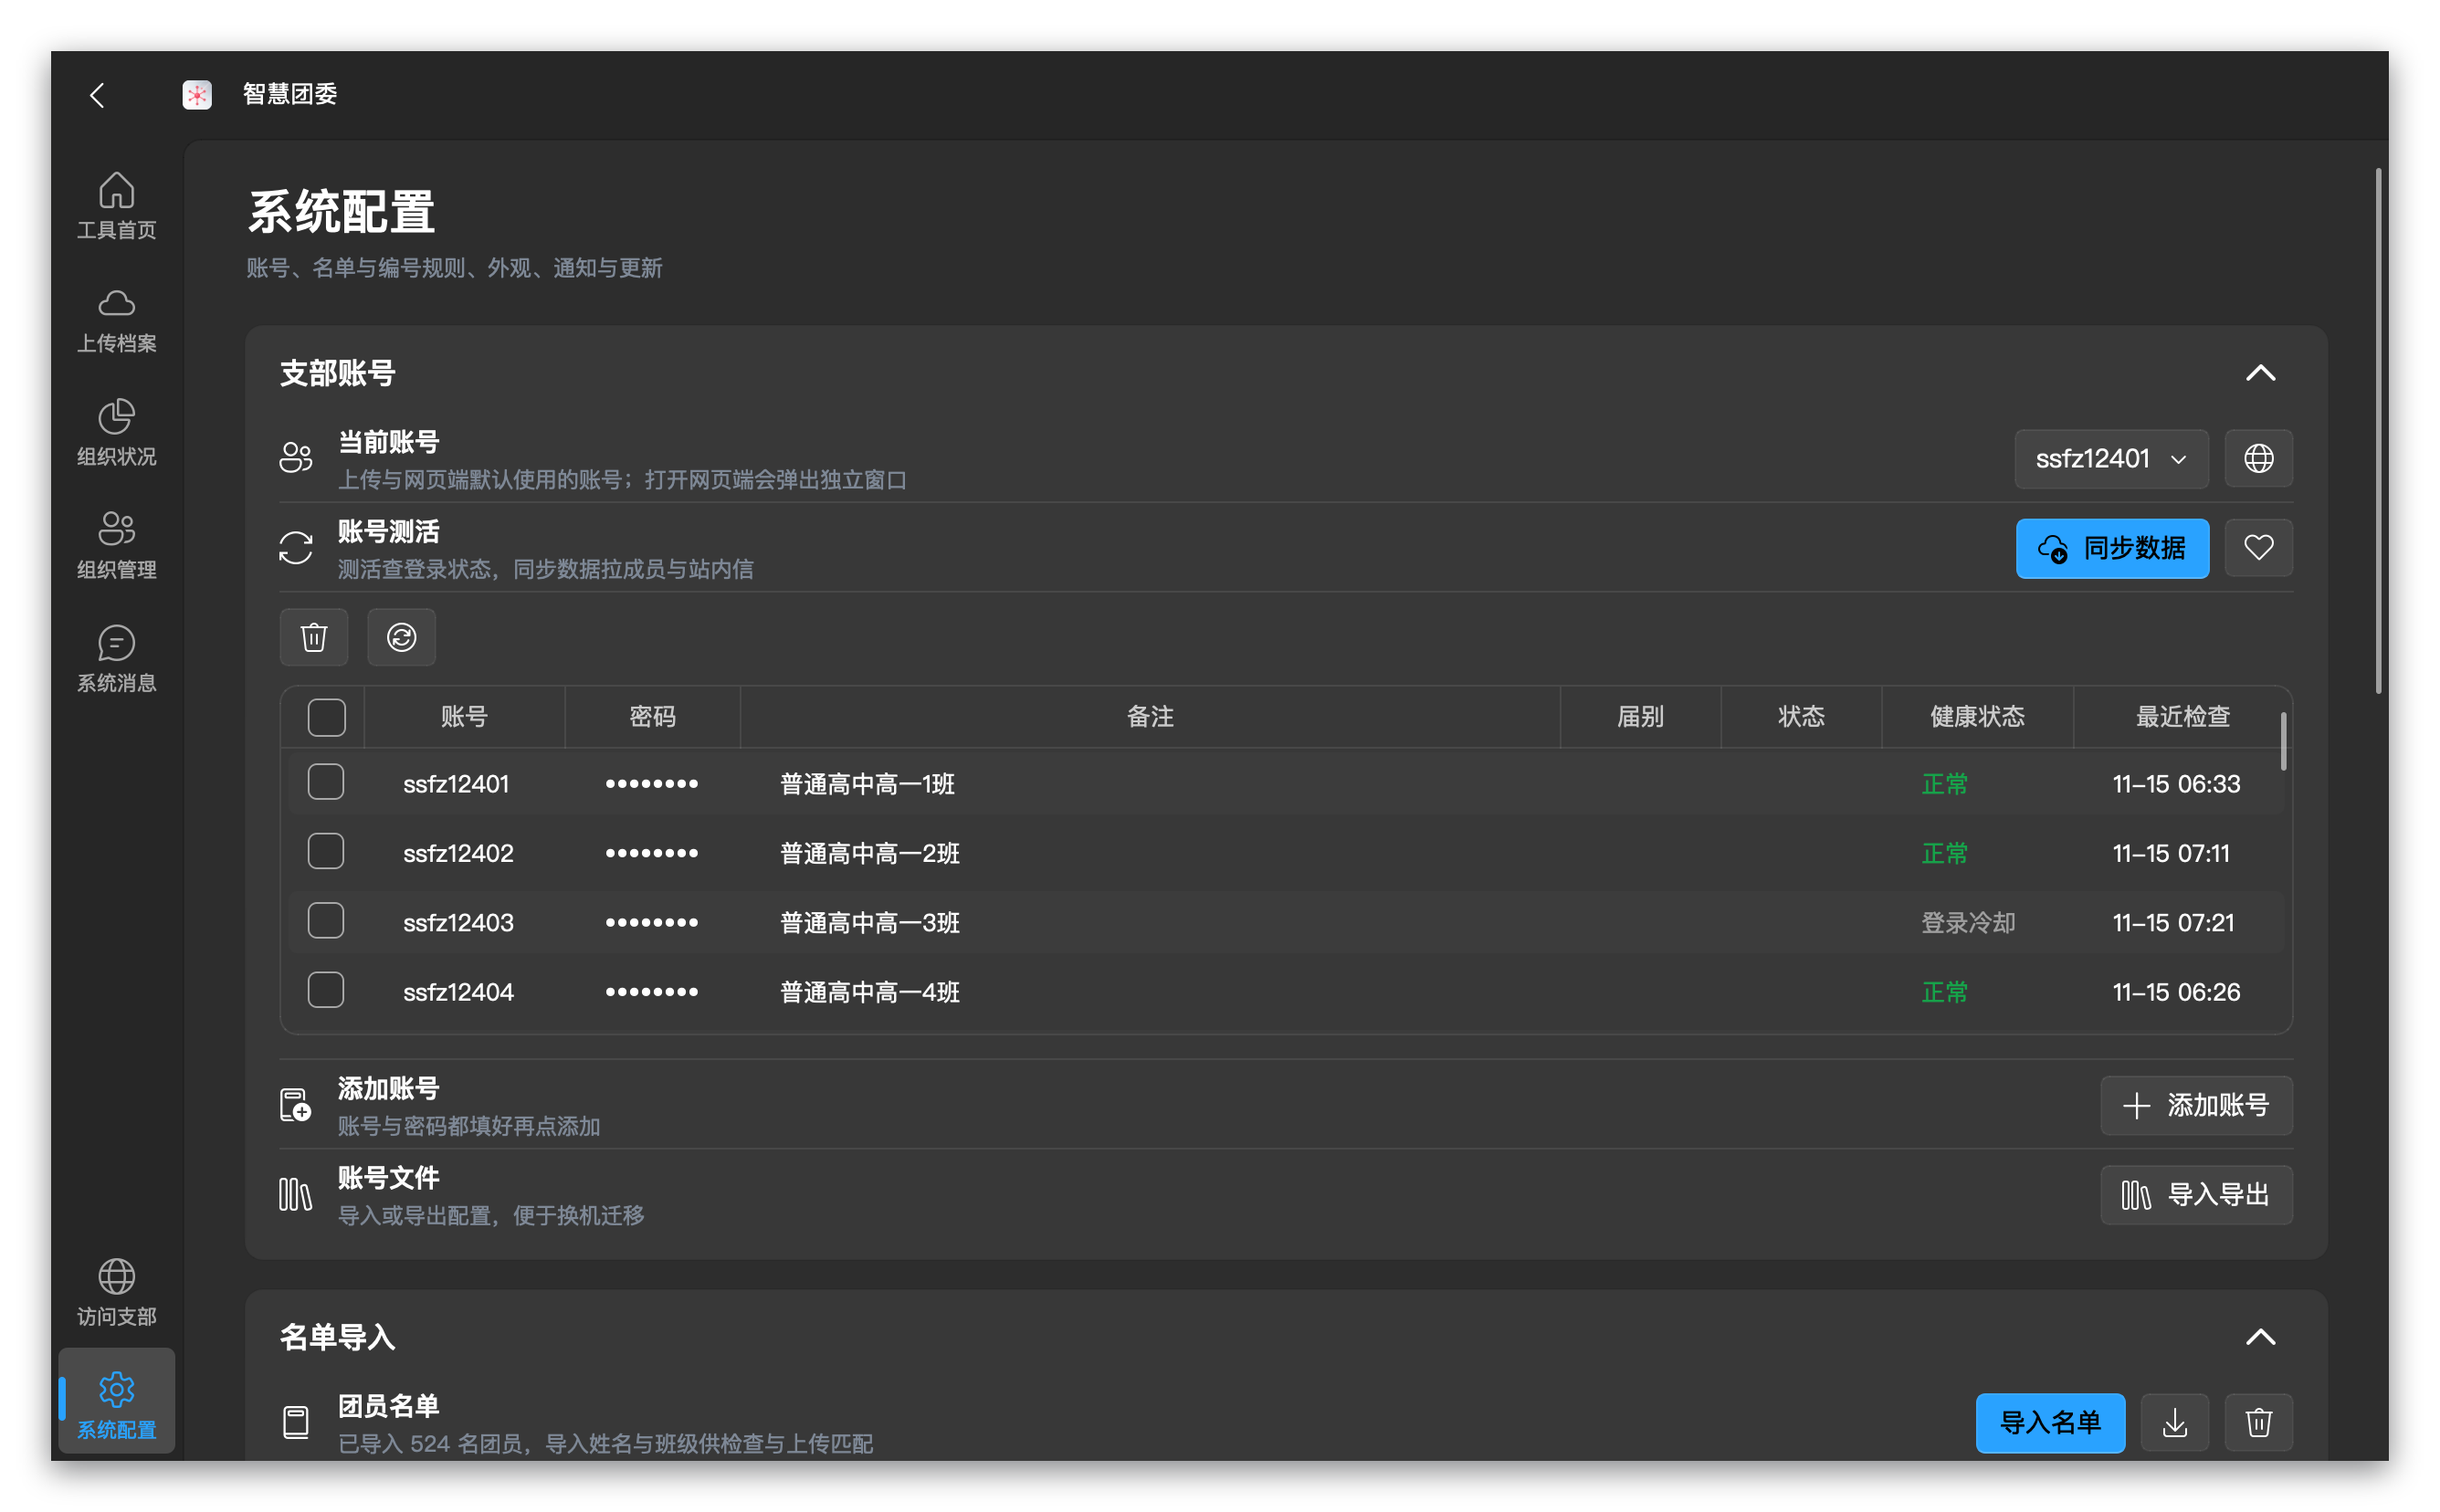 智慧团委
工具首页
上传档案
组织状况
组织管理
系统消息
访问支部
系统配置
系统配置
账号、名单与编号规则、外观、通知与更新
支部账号
当前账号
上传与网页端默认使用的账号；打开网页端会弹出独立窗口
ssfz12401
账号测活
测活查登录状态，同步数据拉成员与站内信
同步数据
账号 密码 备注 届别 状态 健康状态 最近检查
ssfz12401 •••••••• 普通高中高一1班 正常 11-15 06:33
ssfz12402 •••••••• 普通高中高一2班 正常 11-15 07:11
ssfz12403 •••••••• 普通高中高一3班 登录冷却 11-15 07:21
ssfz12404 •••••••• 普通高中高一4班 正常 11-15 06:26
添加账号
账号与密码都填好再点添加
添加账号
账号文件
导入或导出配置，便于换机迁移
导入导出
名单导入
团员名单
已导入 524 名团员，导入姓名与班级供检查与上传匹配
导入名单